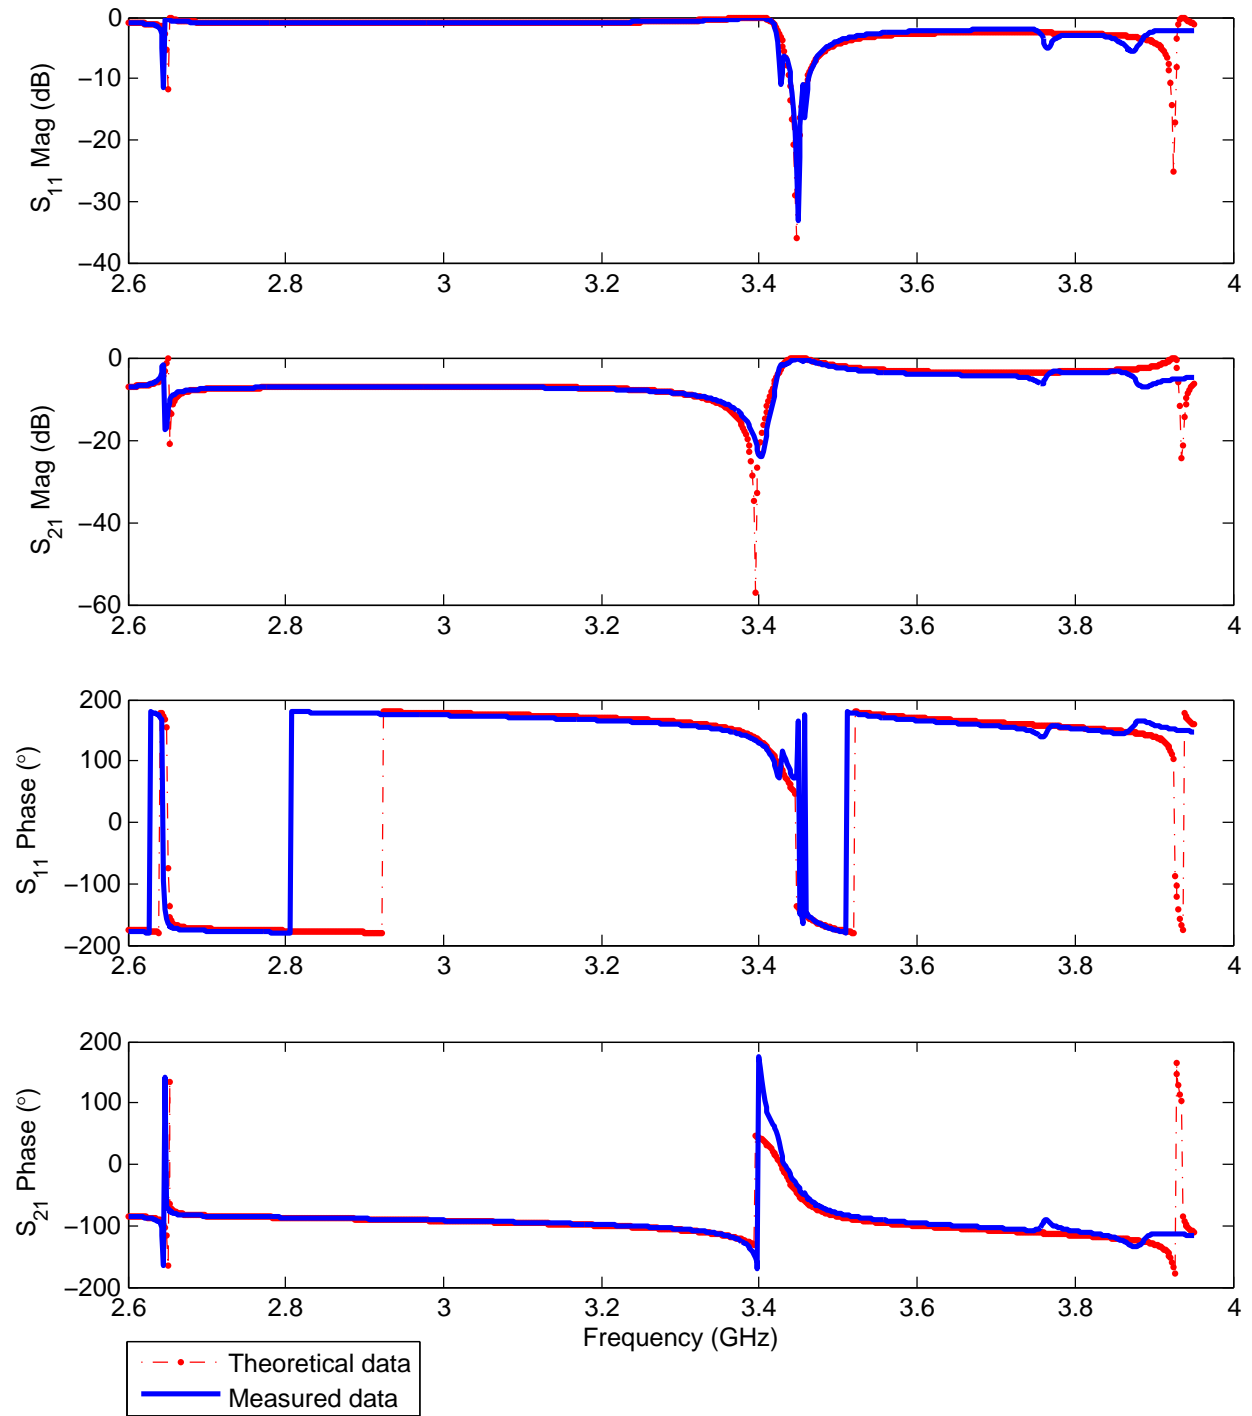 0
−10
−20
−30
−40
S11 Mag (dB)
2.6 2.8 3 3.2 3.4 3.6 3.8 4
0
−20
−40
−60
S21 Mag (dB)
2.6 2.8 3 3.2 3.4 3.6 3.8 4
200
100
0
−100
−200
S11 Phase (°)
2.6 2.8 3 3.2 3.4 3.6 3.8 4
200
100
0
−100
−200
S21 Phase (°)
2.6 2.8 3 3.2 3.4 3.6 3.8 4
Frequency (GHz)
Theoretical data
Measured data